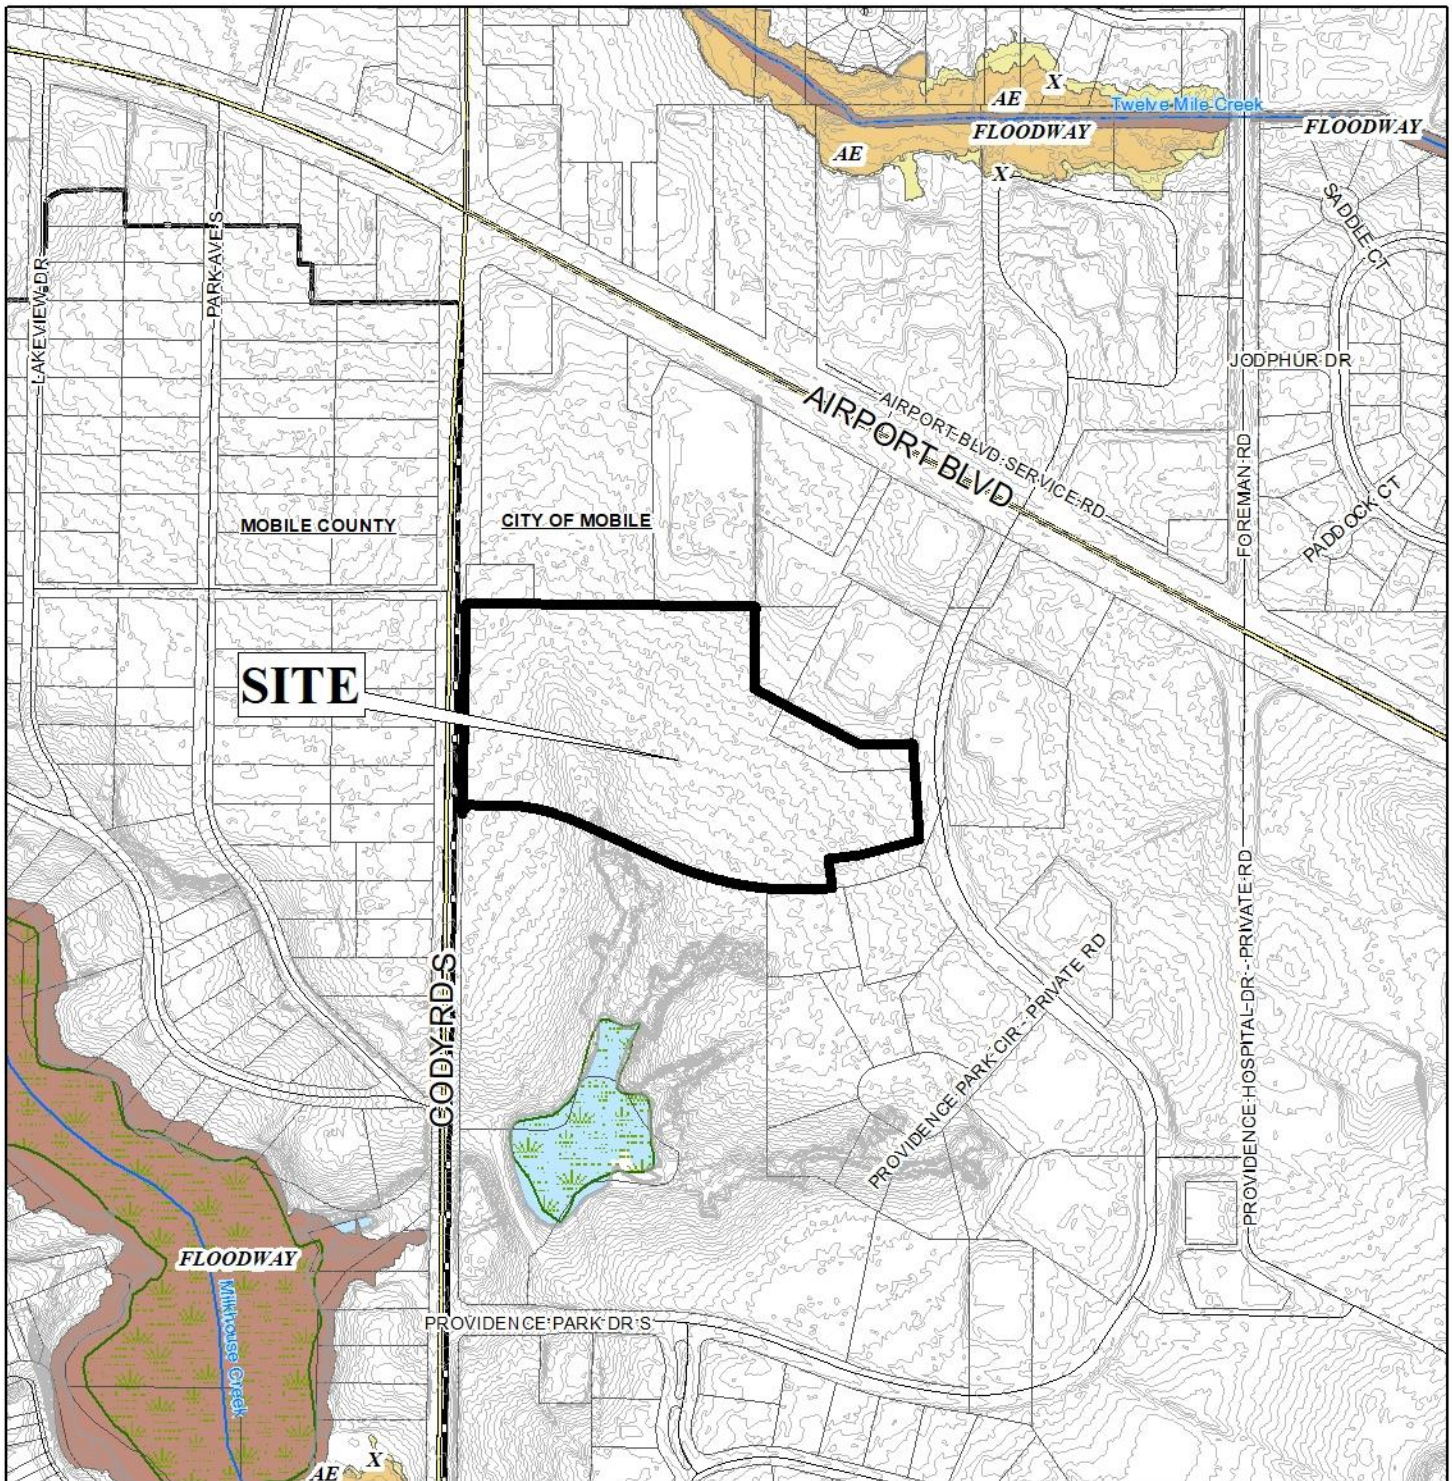 X
AE
Twelve Mile Creek
FLOODWAY
FLOODWAY
AE
X
SADDLE CT
PARK AVE S
LAKEVIEW DR
JODPHUR DR
AIRPORT BLVD SERVICE RD
AIRPORT BLVD
FOREMAN RD
PADDOCK CT
MOBILE COUNTY
CITY OF MOBILE
SITE
CODY RD S
PROVIDENCE PARK CIR - PRIVATE RD
PROVIDENCE HOSPITAL DR - PRIVATE RD
FLOODWAY
Milkhouse Creek
PROVIDENCE PARK DR S
X
AE